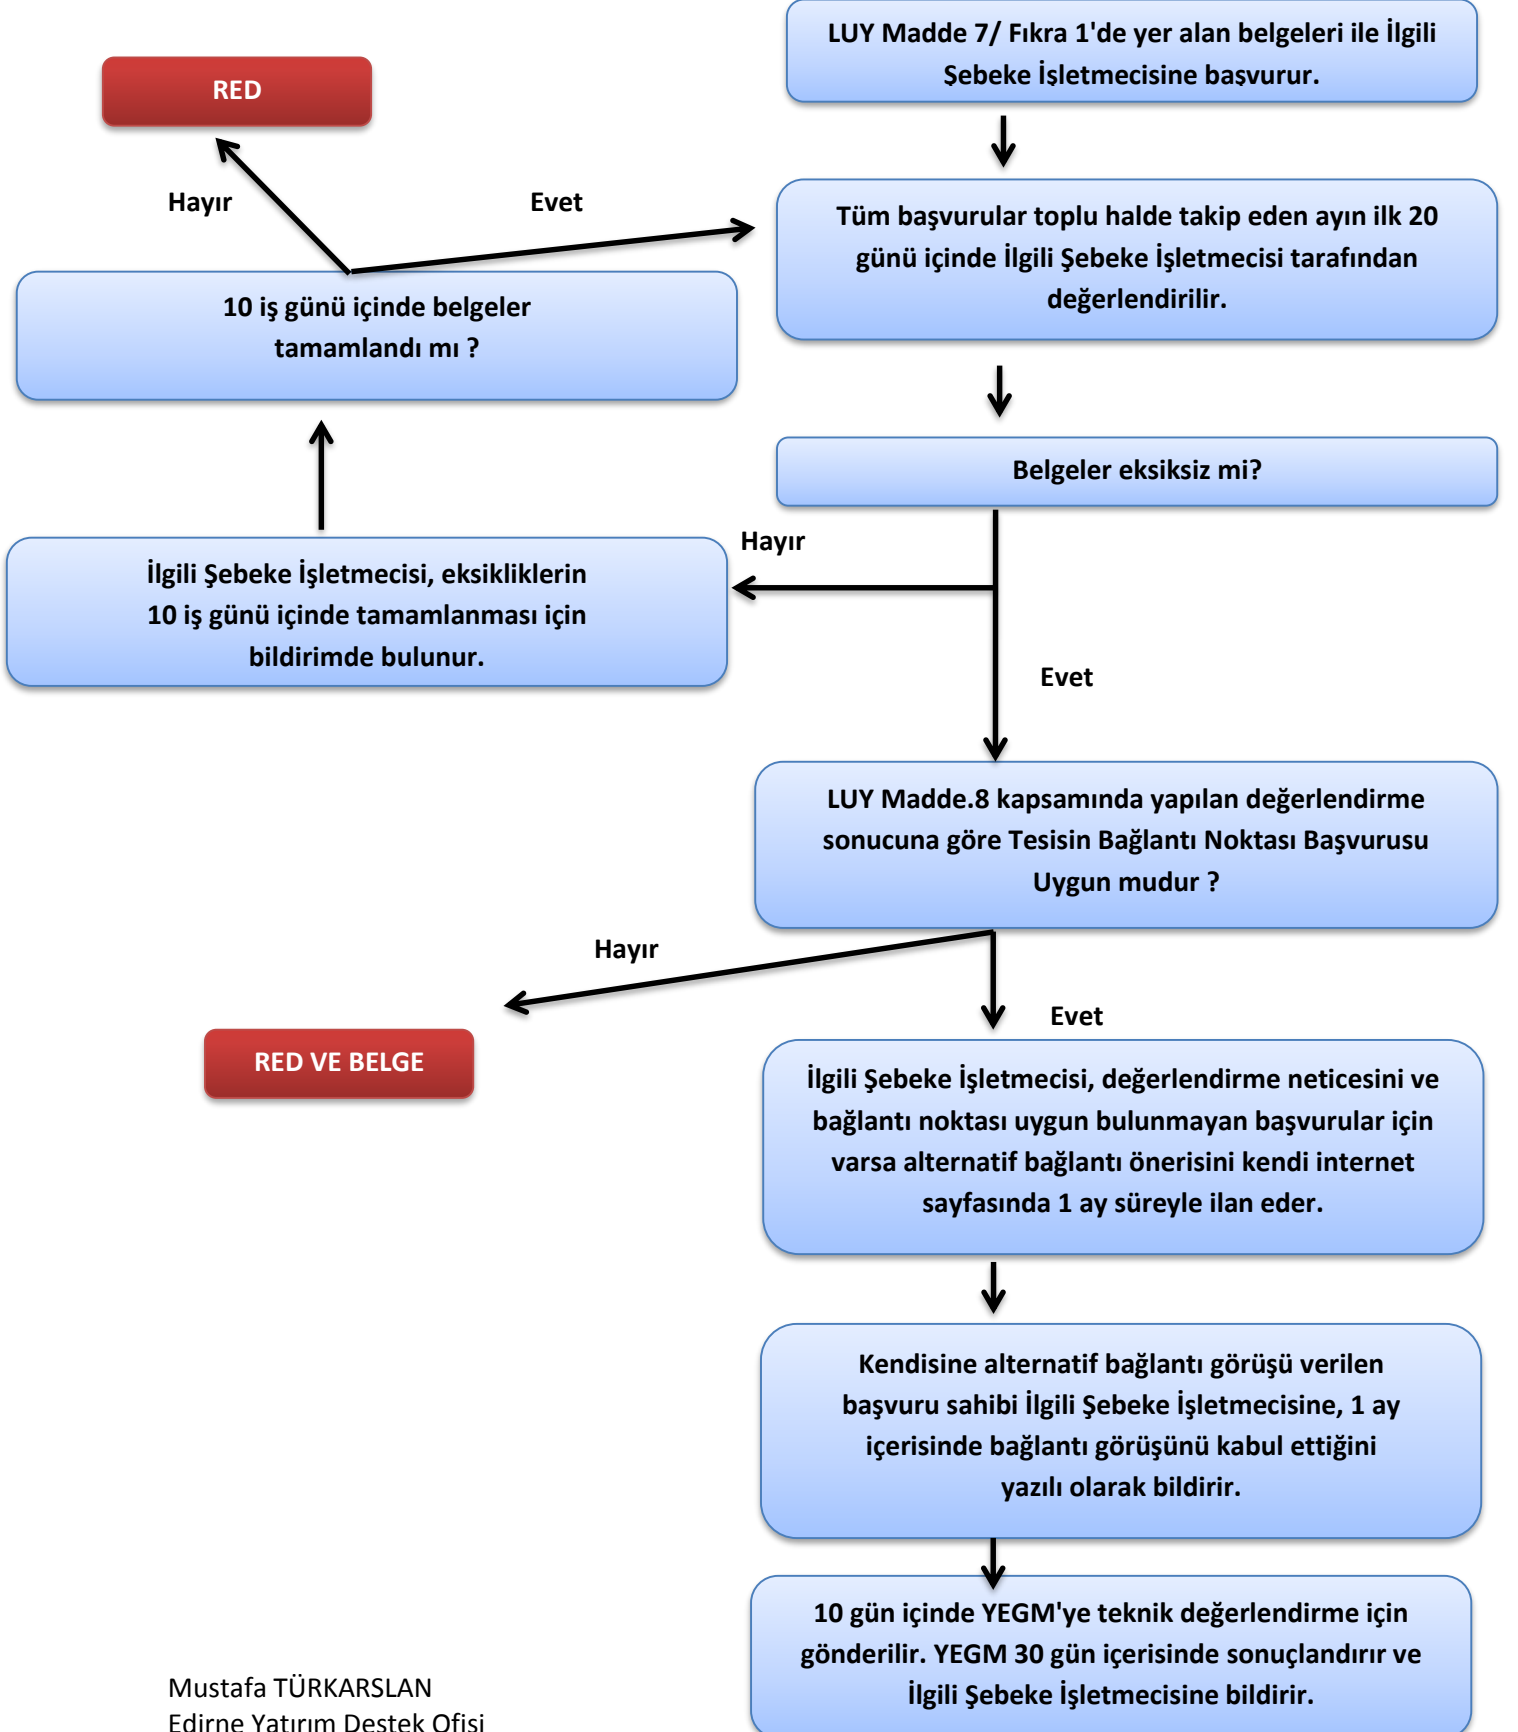 LUY Madde 7/ Fıkra 1'de yer alan belgeleri ile İlgili
Şebeke İşletmecisine başvurur.
RED
Hayır
Evet
Tüm başvurular toplu halde takip eden ayın ilk 20
günü içinde İlgili Şebeke İşletmecisi tarafından
değerlendirilir.
10 iş günü içinde belgeler
tamamlandı mı ?
Belgeler eksiksiz mi?
Hayır
İlgili Şebeke İşletmecisi, eksikliklerin
10 iş günü içinde tamamlanması için
bildirimde bulunur.
Evet
LUY Madde.8 kapsamında yapılan değerlendirme
sonucuna göre Tesisin Bağlantı Noktası Başvurusu
Uygun mudur ?
Hayır
Evet
RED VE BELGE
İlgili Şebeke İşletmecisi, değerlendirme neticesini ve
bağlantı noktası uygun bulunmayan başvurular için
varsa alternatif bağlantı önerisini kendi internet
sayfasında 1 ay süreyle ilan eder.
Kendisine alternatif bağlantı görüşü verilen
başvuru sahibi İlgili Şebeke İşletmecisine, 1 ay
içerisinde bağlantı görüşünü kabul ettiğini
yazılı olarak bildirir.
10 gün içinde YEGM'ye teknik değerlendirme için
gönderilir. YEGM 30 gün içerisinde sonuçlandırır ve
İlgili Şebeke İşletmecisine bildirir.
Mustafa TÜRKARSLAN
Edirne Yatırım Destek Ofisi